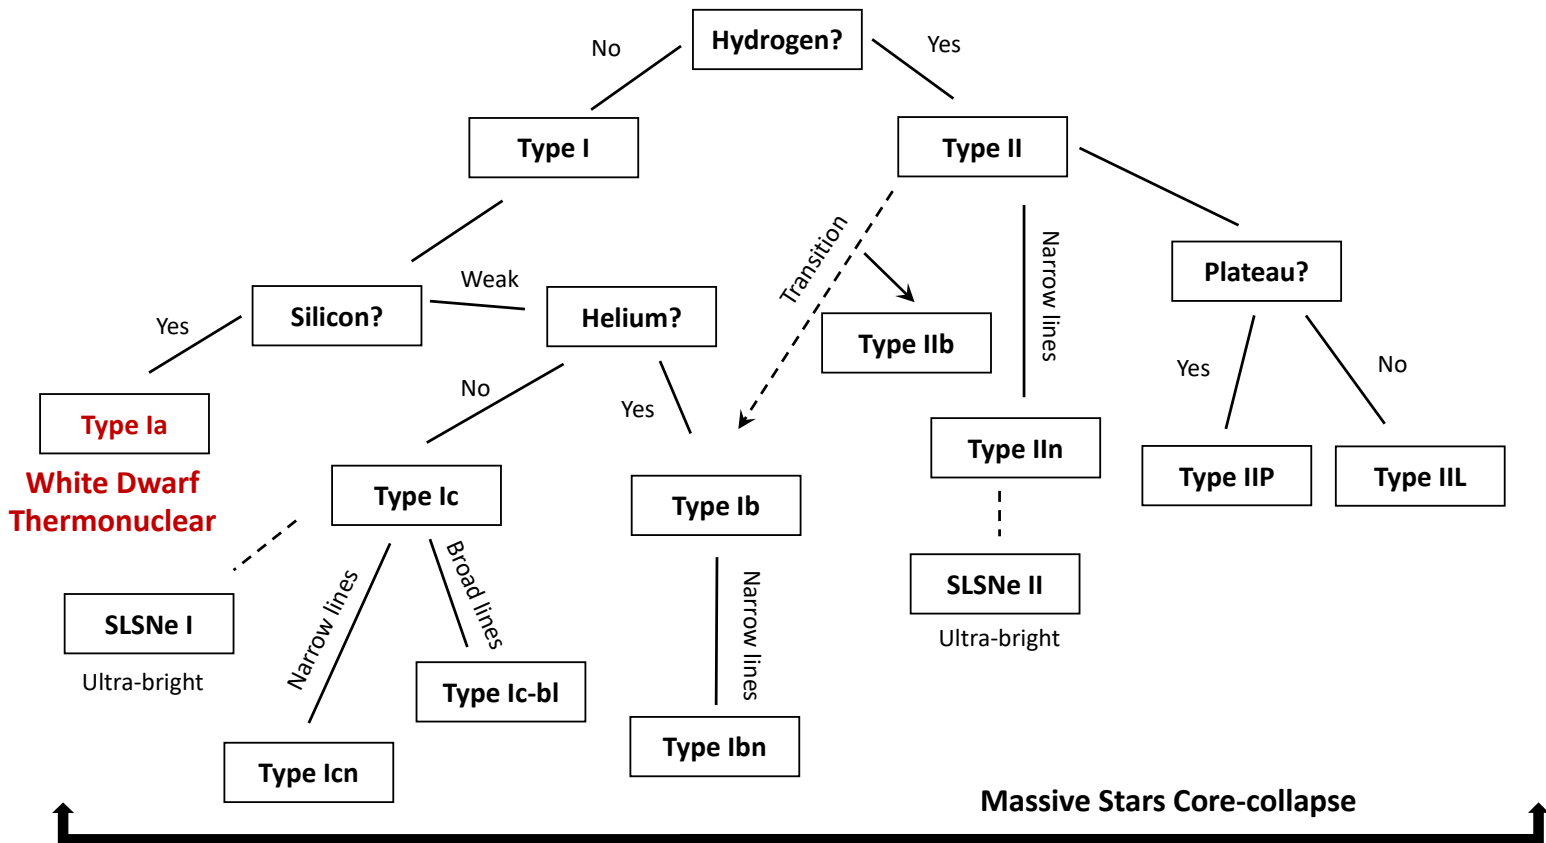 Hydrogen?
No
Yes
Type I
Type II
Transition
Narrow lines
Plateau?
Silicon?
Weak
Helium?
Yes
Type IIb
No
Yes
Yes
No
Type Ia
White Dwarf
Thermonuclear
Type Ic
Type Ib
Type IIn
Type IIP
Type IIL
Narrow lines
Broad lines
Narrow lines
SLSNe I
Ultra-bright
SLSNe II
Ultra-bright
Type Ic-bl
Type Icn
Type Ibn
Massive Stars Core-collapse